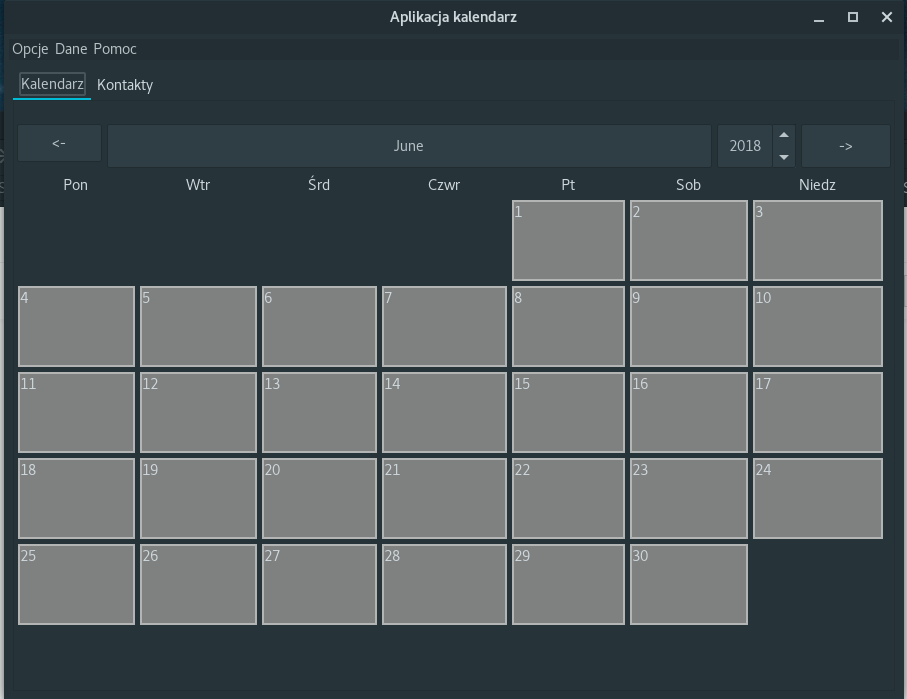 Aplikacja kalendarz
Opcje Dane Pomoc
Kalendarz Kontakty
<- June 2018 ->
Pon Wtr Śrd Czwr Pt Sob Niedz
1 2 3
4 5 6 7 8 9 10
11 12 13 14 15 16 17
18 19 20 21 22 23 24
25 26 27 28 29 30